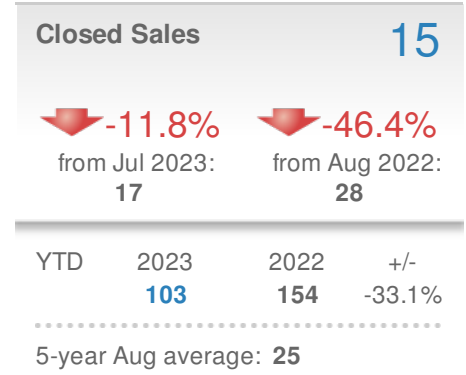 Closed Sales 15
-11.8% -46.4%
from Jul 2023: from Aug 2022:
17 28
YTD 2023 2022 +/-
103 154 -33.1%
5-year Aug average: 25